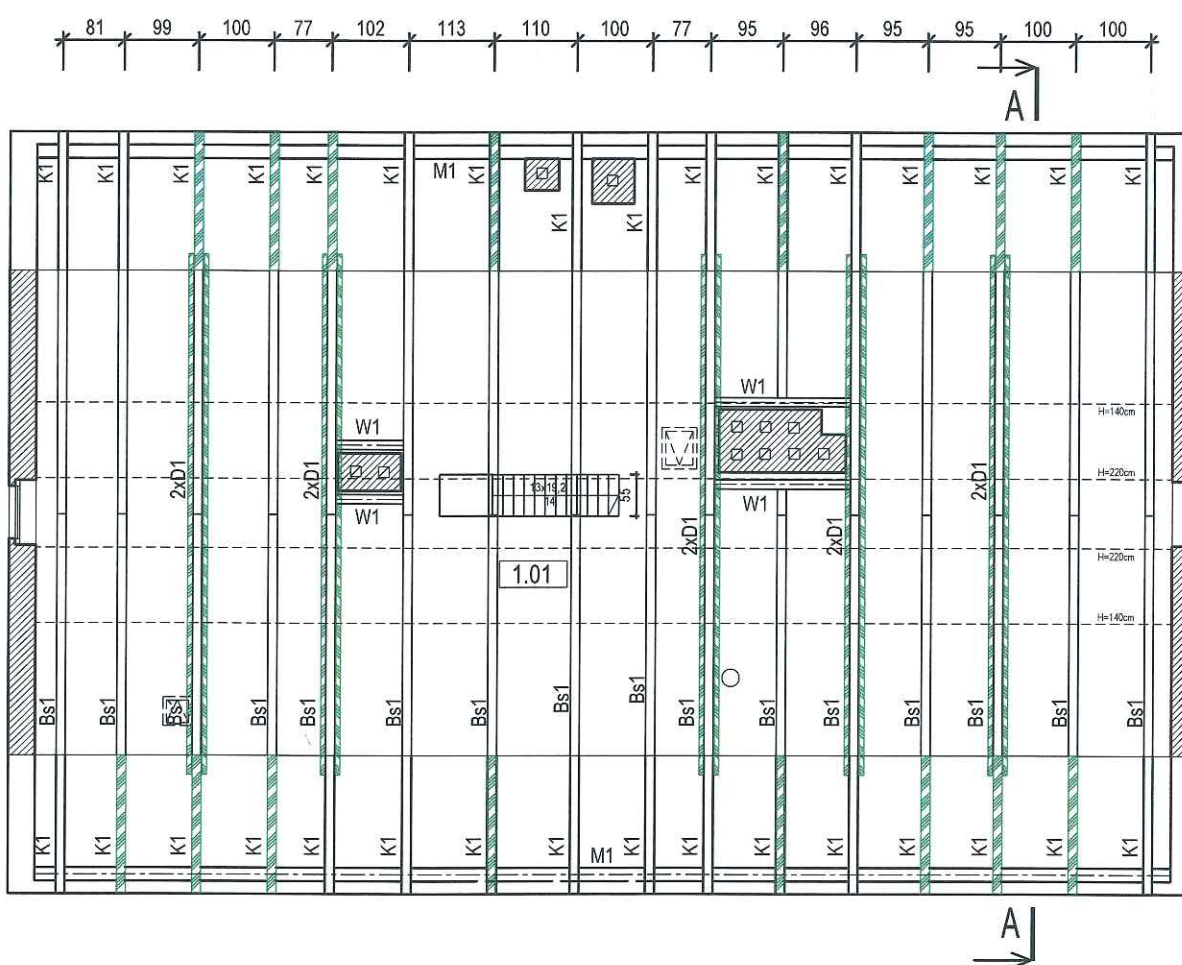 81 99 100 77 102 113 110 100 77 95 96 95 95 100 100
A
K1 K1 K1 K1 K1 K1 M1 K1 K1 K1 K1 K1 K1 K1 K1 K1 K1
W1
H=140cm
W1
2xD1 2xD1 2xD1
H=220cm
13x19,2
14
55
W1 W1
2xD1 2xD1
H=220cm
1.01
H=140cm
Bs1 Bs1 Bs1 Bs1 Bs1 Bs1 Bs1 Bs1 Bs1 Bs1 Bs1 Bs1 Bs1 Bs1 Bs1 Bs1
K1 K1 K1 K1 K1 K1 K1 K1 M1 K1 K1 K1 K1 K1 K1 K1 K1
A